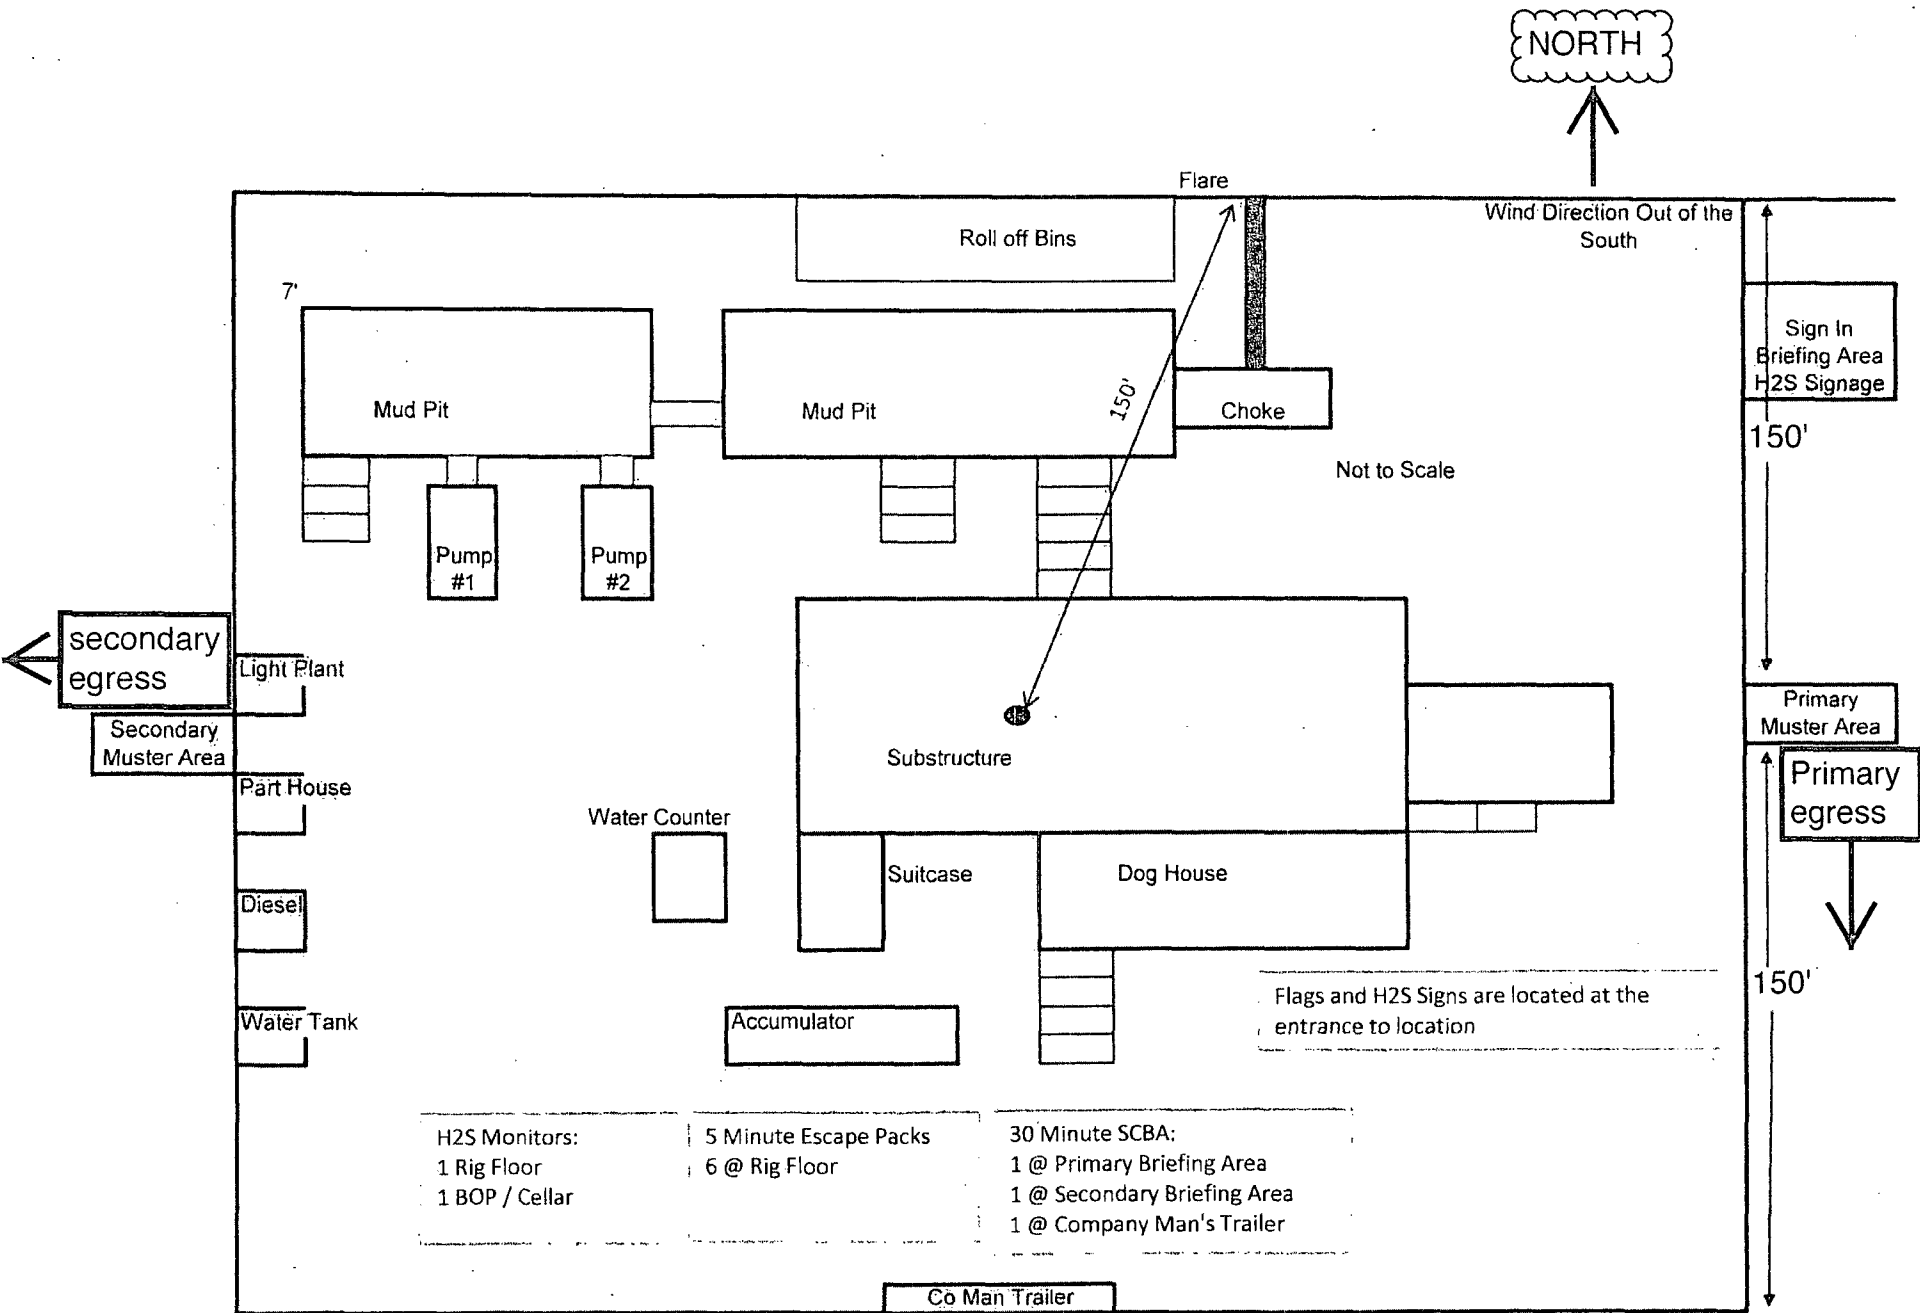 NORTH
Flare
Wind Direction Out of the
South
Roll off Bins
7'
Sign In
Briefing Area
H2S Signage
Mud Pit
Mud Pit
150'
Choke
150'
Not to Scale
Pump
#1
Pump
#2
secondary
egress
Light Plant
Primary
Muster Area
Secondary
Muster Area
Substructure
Primary
egress
Part House
Water Counter
Suitcase
Dog House
Diesel
150'
Flags and H2S Signs are located at the
entrance to location
Water Tank
Accumulator
H2S Monitors:
1 Rig Floor
1 BOP / Cellar
5 Minute Escape Packs
6 @ Rig Floor
30 Minute SCBA:
1 @ Primary Briefing Area
1 @ Secondary Briefing Area
1 @ Company Man's Trailer
Co Man Trailer